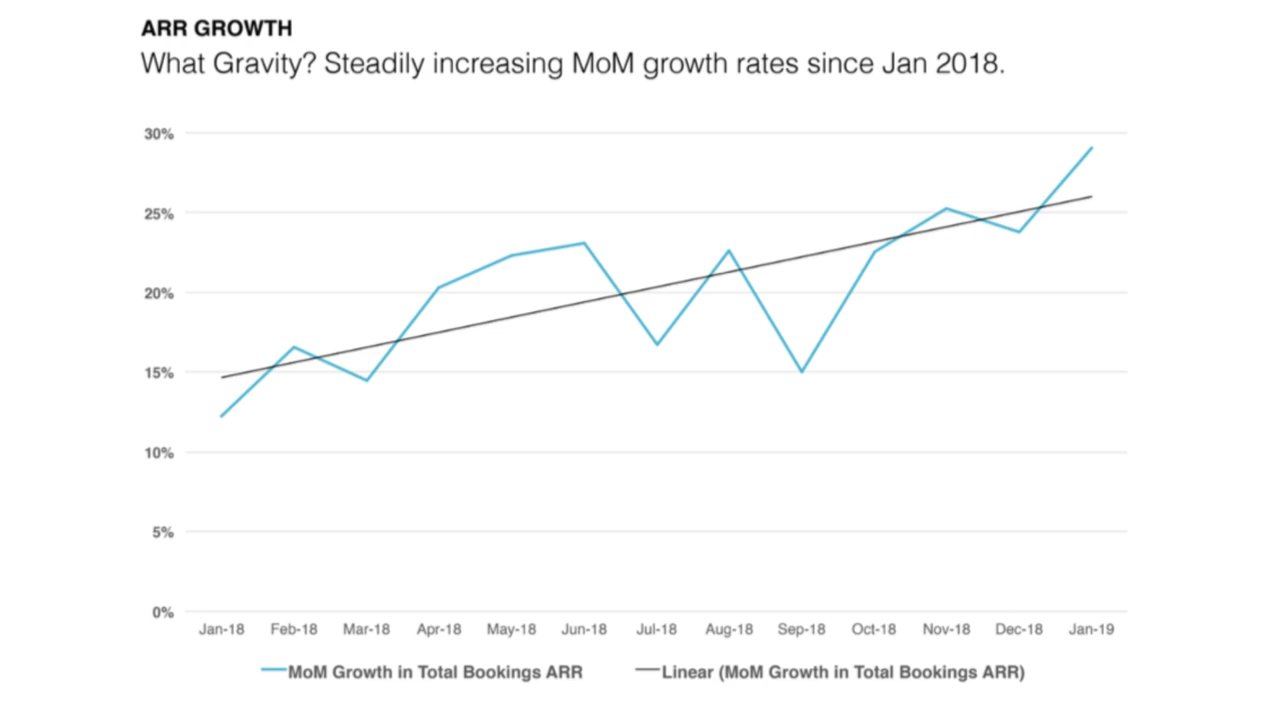 ARR GROWTH
What Gravity? Steadily increasing MoM growth rates since Jan 2018.
30%
25%
20%
15%
10%
5%
0%
Jan-18 Feb-18 Mar-18 Apr-18 May-18 Jun-18 Jul-18 Aug-18 Sep-18 Oct-18 Nov-18 Dec-18 Jan-19
MoM Growth in Total Bookings ARR Linear (MoM Growth in Total Bookings ARR)